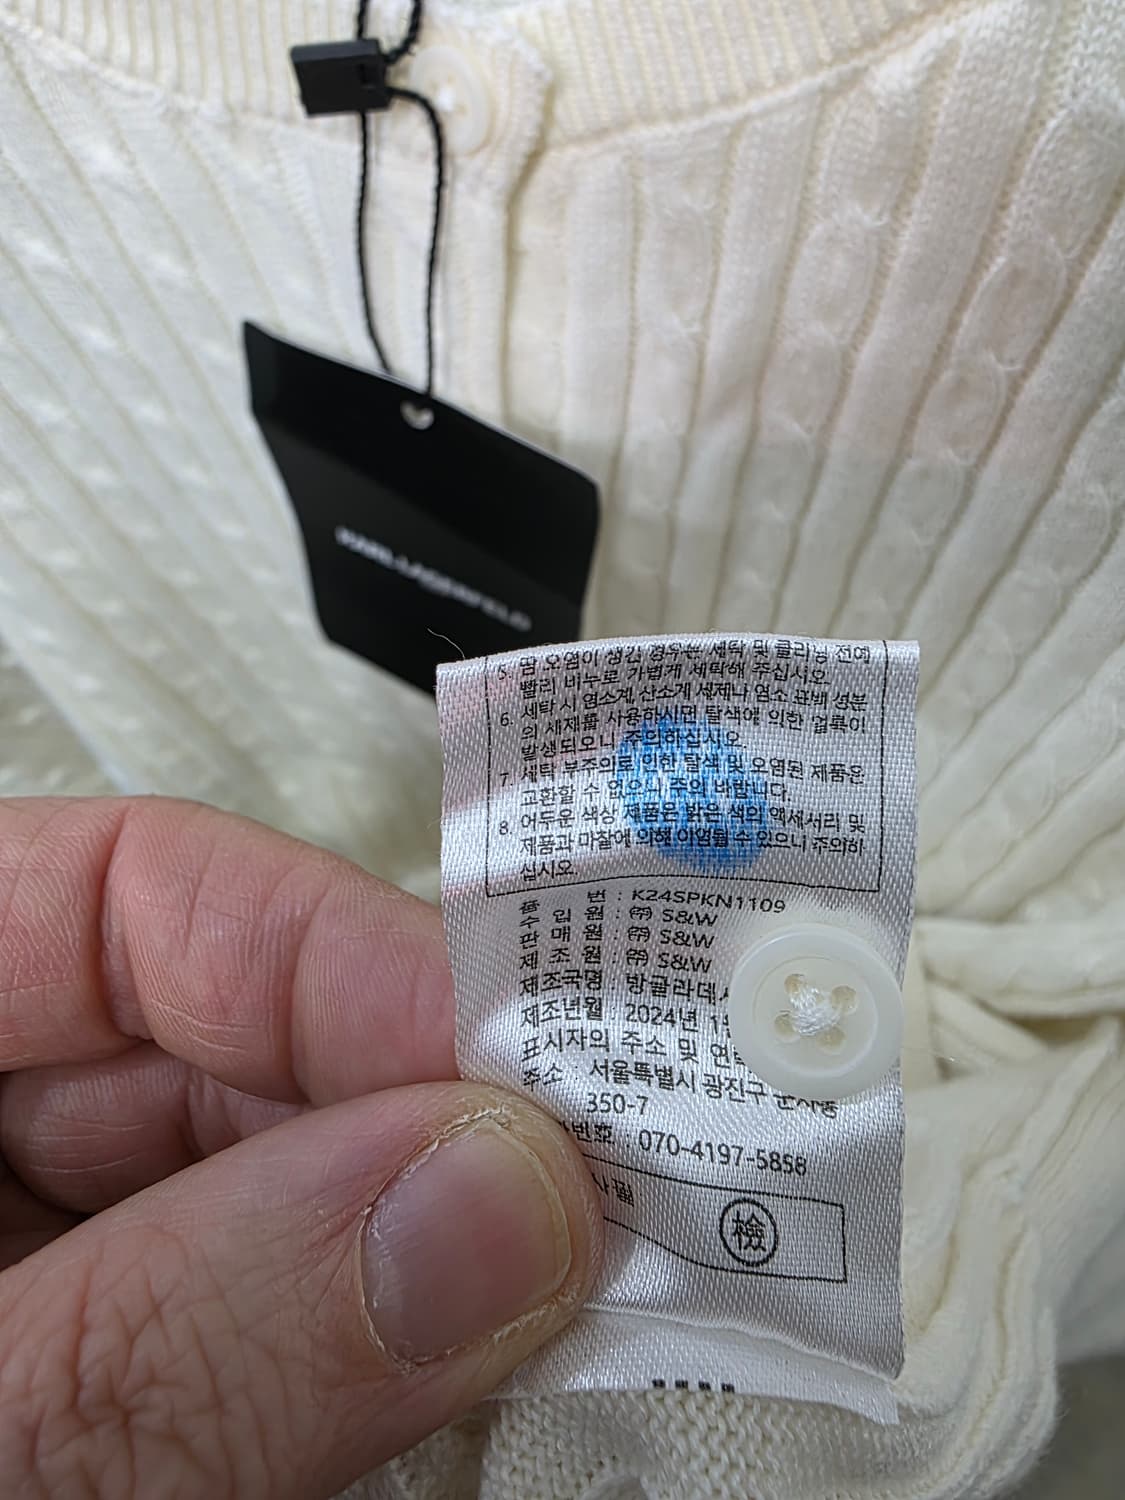 KARL LAGERFELD
5. 땀 오염이 생긴 경우는 세탁 및 클리닝 전에
빨리 비누로 가볍게 세탁해 주십시오.
6. 세탁 시 염소계 산소계 세제나 염소 표백 성분
의 세제를 사용하시면 탈색에 의한 얼룩이
발생되오니 주의하십시오.
7. 세탁 부주의로 인한 탈색 및 오염된 제품은
교환할 수 없으니 주의 바랍니다.
8. 어두운 색상 제품은 밝은 색의 액세서리 및
제품과 마찰에 의해 이염될 수 있으니 주의하
십시오.
품 번 : K24SPKN1109
수 입 원 : ㈜ S&W
판 매 원 : ㈜ S&W
제 조 원 : ㈜ S&W
제조국명 : 방글라데
제조년월 : 2024년
표시자의 주소 및
주소 : 서울특별시 광진구
350-7
번호 : 070-4197-5858
檢